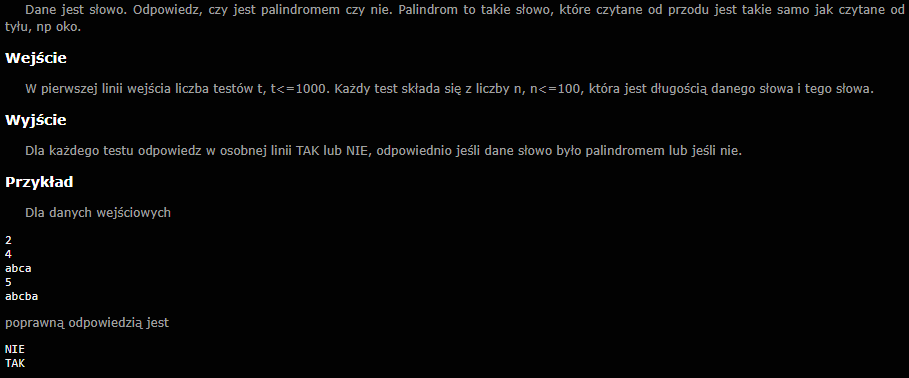 Dane jest słowo. Odpowiedz, czy jest palindromem czy nie. Palindrom to takie słowo, które czytane od przodu jest takie samo jak czytane od
tyłu, np oko.
Wejście
W pierwszej linii wejścia liczba testów t, t<=1000. Każdy test składa się z liczby n, n<=100, która jest długością danego słowa i tego słowa.
Wyjście
Dla każdego testu odpowiedz w osobnej linii TAK lub NIE, odpowiednio jeśli dane słowo było palindromem lub jeśli nie.
Przykład
Dla danych wejściowych
2
4
abca
5
abcba
poprawną odpowiedzią jest
NIE
TAK